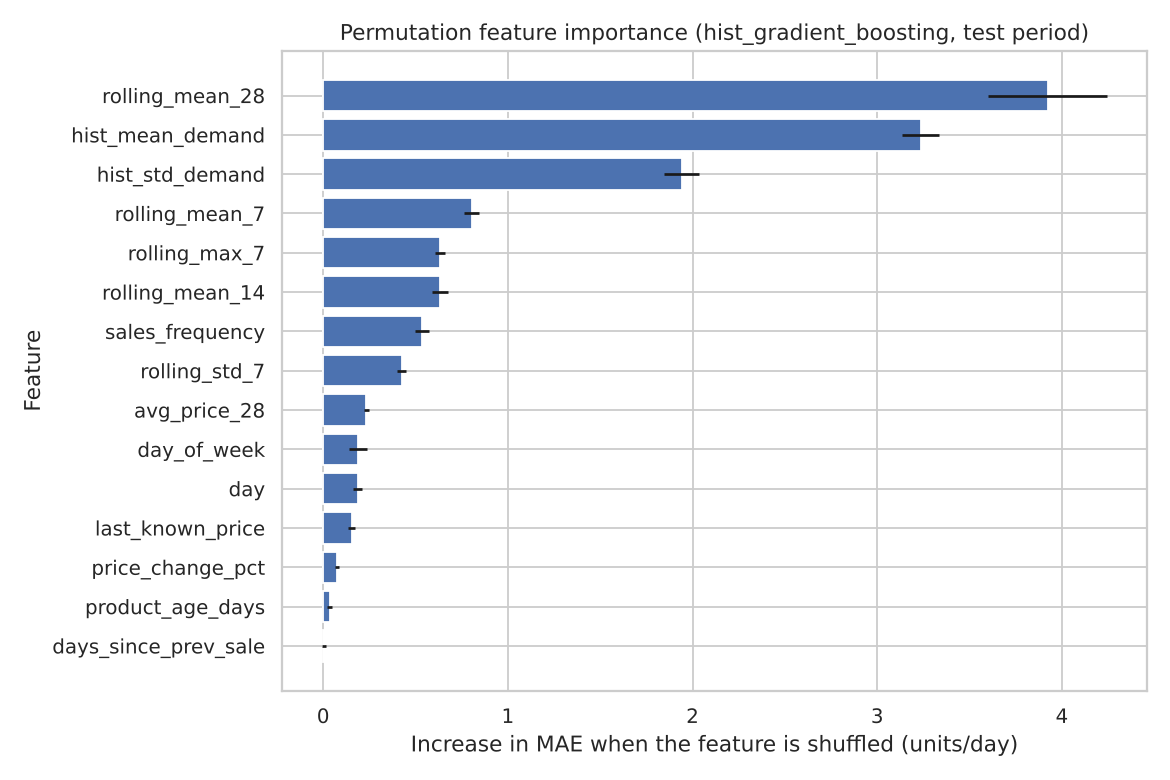 Permutation feature importance (hist_gradient_boosting, test period)
rolling_mean_28
hist_mean_demand
hist_std_demand
rolling_mean_7
rolling_max_7
rolling_mean_14
sales_frequency
rolling_std_7
avg_price_28
day_of_week
day
last_known_price
price_change_pct
product_age_days
days_since_prev_sale
Feature
0 1 2 3 4
Increase in MAE when the feature is shuffled (units/day)